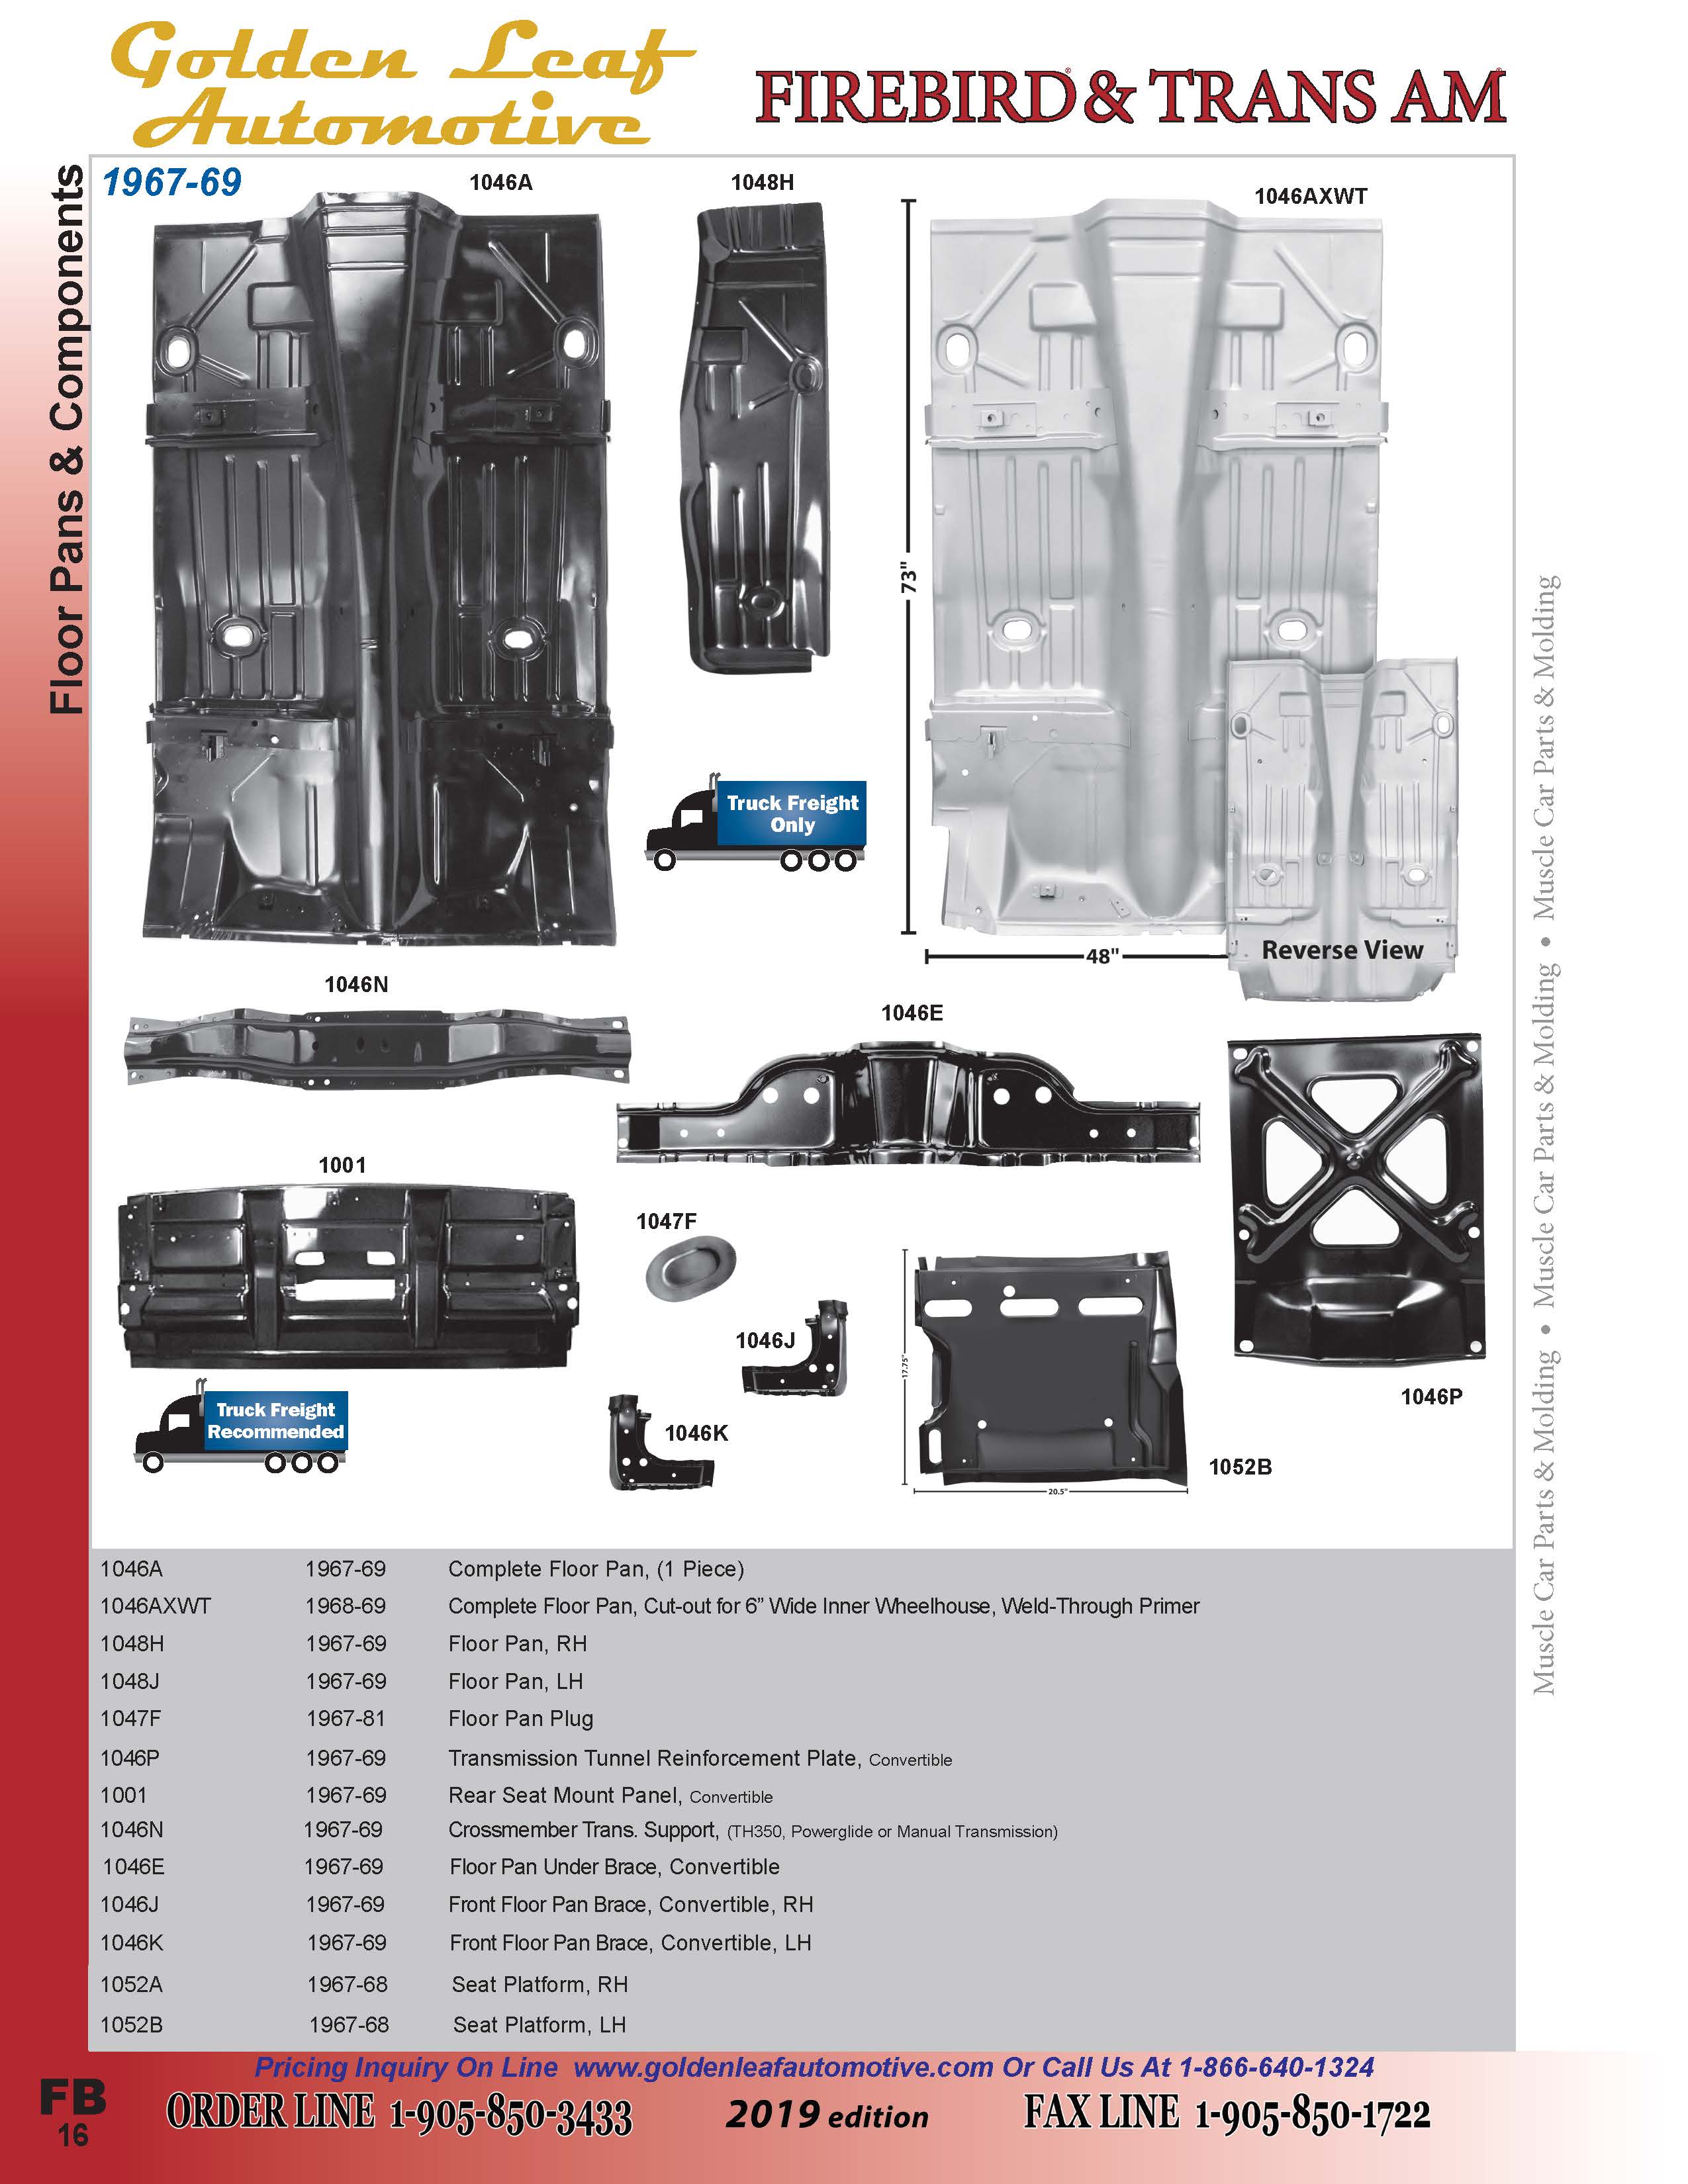 Golden Leaf
Automotive
FIREBIRD® & TRANS AM®
Floor Pans & Components
1967-69
1046A
1048H
1046AXWT
73"
Truck Freight
Only
48"
Reverse View
1046N
1046E
1001
1047F
1046J
1046K
17.75"
20.5"
1052B
1046P
Truck Freight
Recommended
Muscle Car Parts & Molding • Muscle Car Parts & Molding • Muscle Car Parts & Molding
1046A 1967-69 Complete Floor Pan, (1 Piece)
1046AXWT 1968-69 Complete Floor Pan, Cut-out for 6” Wide Inner Wheelhouse, Weld-Through Primer
1048H 1967-69 Floor Pan, RH
1048J 1967-69 Floor Pan, LH
1047F 1967-81 Floor Pan Plug
1046P 1967-69 Transmission Tunnel Reinforcement Plate, Convertible
1001 1967-69 Rear Seat Mount Panel, Convertible
1046N 1967-69 Crossmember Trans. Support, (TH350, Powerglide or Manual Transmission)
1046E 1967-69 Floor Pan Under Brace, Convertible
1046J 1967-69 Front Floor Pan Brace, Convertible, RH
1046K 1967-69 Front Floor Pan Brace, Convertible, LH
1052A 1967-68 Seat Platform, RH
1052B 1967-68 Seat Platform, LH
Pricing Inquiry On Line www.goldenleafautomotive.com Or Call Us At 1-866-640-1324
FB
16
ORDER LINE 1-905-850-3433
2019 edition
FAX LINE 1-905-850-1722